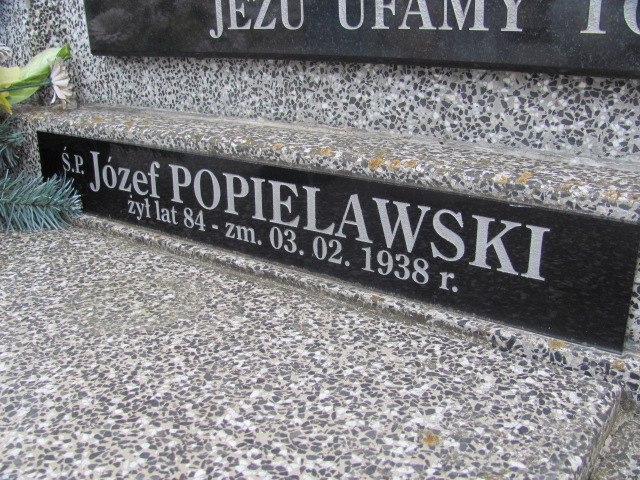 JEZU UFAMY
Ś.P. Józef POPIELAWSKI
żył lat 84 - zm. 03. 02. 1938 r.